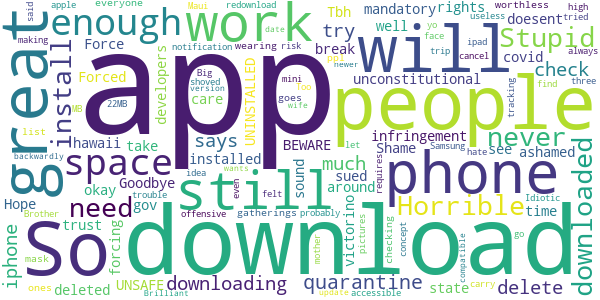 apple
everyone
Maui
redownload
Tbh
mandatory
rights
worthless
high
said
enough
work
will
Stupid
tried
great
install
making
notification
wearing
risk
date
Force
Forced
developers
try
well
doesent
useless
yo
face
always
break
covid
trip
ipad
cancel
newer
app
people
MB
22MB
Big
shoved
version
mini
ppi
unconstitutional
check
care
Too
tracking
find
three
list
hawaii
take
UNINSTALLED
goes
wife
infringement
never
says
BEWARE
let
Samsung
space
installed
much
Shame
hate
see
ashamed
backwardly
okay
idea
wants
sound
sued
around
requires
phone
downloaded
Goodbye
trouble
even
felt
still
Hope
need
gov
Horrible
time
iphone
So
download
Brother
trust
forcing
offensive
probably
gatherings
victorino
pictures
checking
concept
Idiotic
mask
UNSAFE
downloading
mother
quarantine
state
compatible
go
delete
ones
deleted
Brilliant
update
accessible
carry